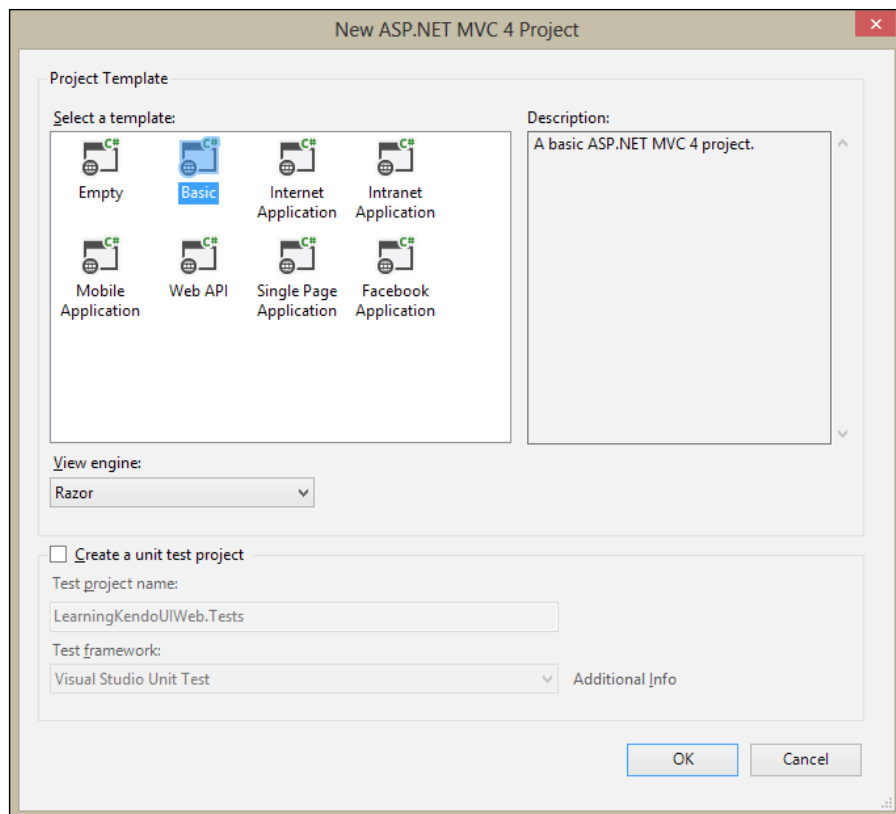 New ASP.NET MVC 4 Project
Project Template
Select a template:
Description:
C#
C#
C#
C#
Empty
Basic
Internet
Application
Intranet
Application
C#
C#
C#
C#
Mobile
Application
Web API
Single Page
Application
Facebook
Application
A basic ASP.NET MVC 4 project.
View engine:
Razor
Create a unit test project
Test project name:
LearningKendoUIWeb.Tests
Test framework:
Visual Studio Unit Test
Additional Info
OK
Cancel